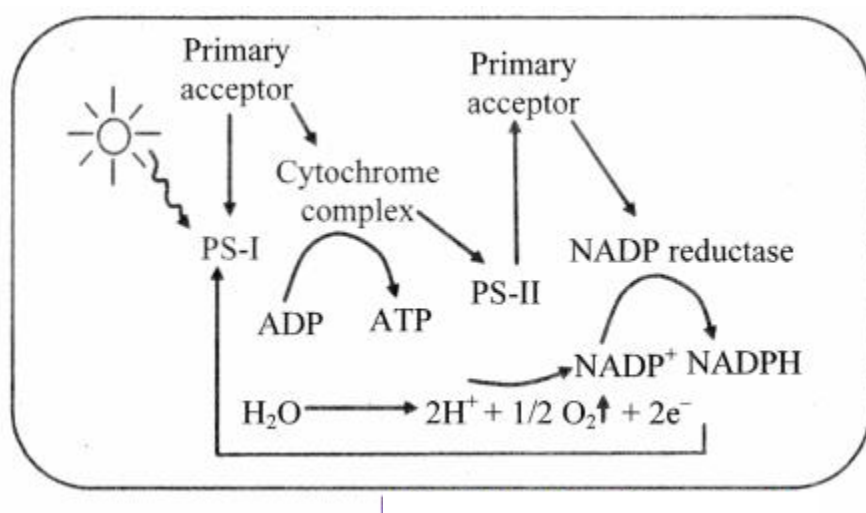 Primary
acceptor
Primary
acceptor
Cytochrome
complex
PS-I
NADP reductase
PS-II
ADP
ATP
NADP⁺ NADPH
H₂O 2H⁺ + 1/2 O₂ + 2e⁻